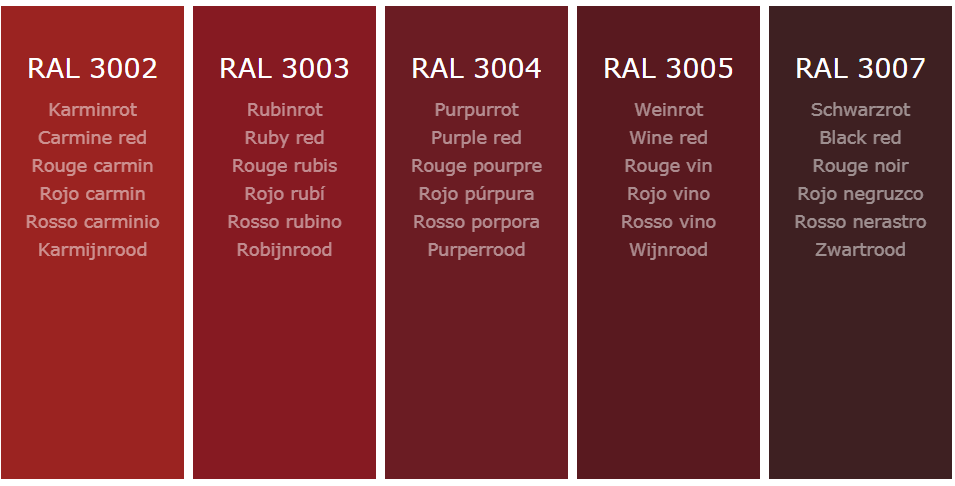 RAL 3002
Karminrot
Carmine red
Rouge carmin
Rojo carmin
Rosso carminio
Karmijnrood
RAL 3003
Rubinrot
Ruby red
Rouge rubis
Rojo rubí
Rosso rubino
Robijnrood
RAL 3004
Purpurrot
Purple red
Rouge pourpre
Rojo púrpura
Rosso porpora
Purperrood
RAL 3005
Weinrot
Wine red
Rouge vin
Rojo vino
Rosso vino
Wijnrood
RAL 3007
Schwarzrot
Black red
Rouge noir
Rojo negruzco
Rosso nerastro
Zwartrood